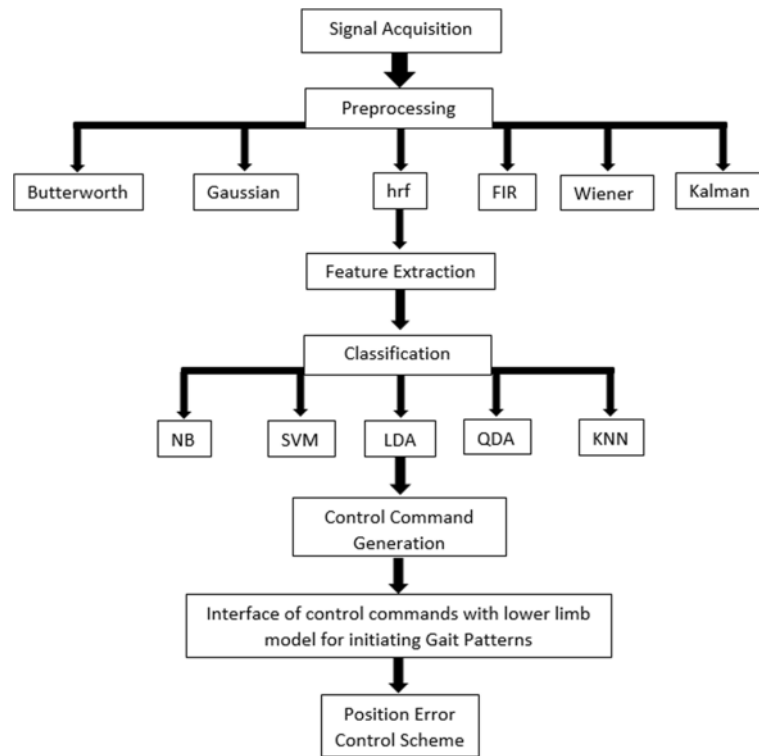 Signal Acquisition
Preprocessing
Butterworth
Gaussian
hrf
FIR
Wiener
Kalman
Feature Extraction
Classification
NB
SVM
LDA
QDA
KNN
Control Command
Generation
Interface of control commands with lower limb
model for initiating Gait Patterns
Position Error
Control Scheme